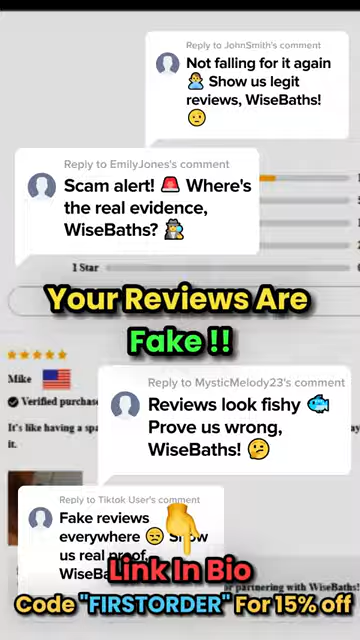 Reply to JohnSmith's comment
Not falling for it again
🤦‍♂️ Show us legit
reviews, WiseBaths!
😕
Reply to EmilyJones's comment
Scam alert! 🚨 Where's
the real evidence,
WiseBaths? 🕵️
1 Star
Your Reviews Are
Fake !!
Mike
Verified purchase
It's like having a spa
it.
Reply to MysticMelody23's comment
Reviews look fishy 🐟
Prove us wrong,
WiseBaths! 🤔
Reply to Tiktok User's comment
Fake reviews
everywhere 😒 Show
us real proof,
WiseBa
Link In Bio
or partnering with WiseBaths!
Code "FIRSTORDER" For 15% off